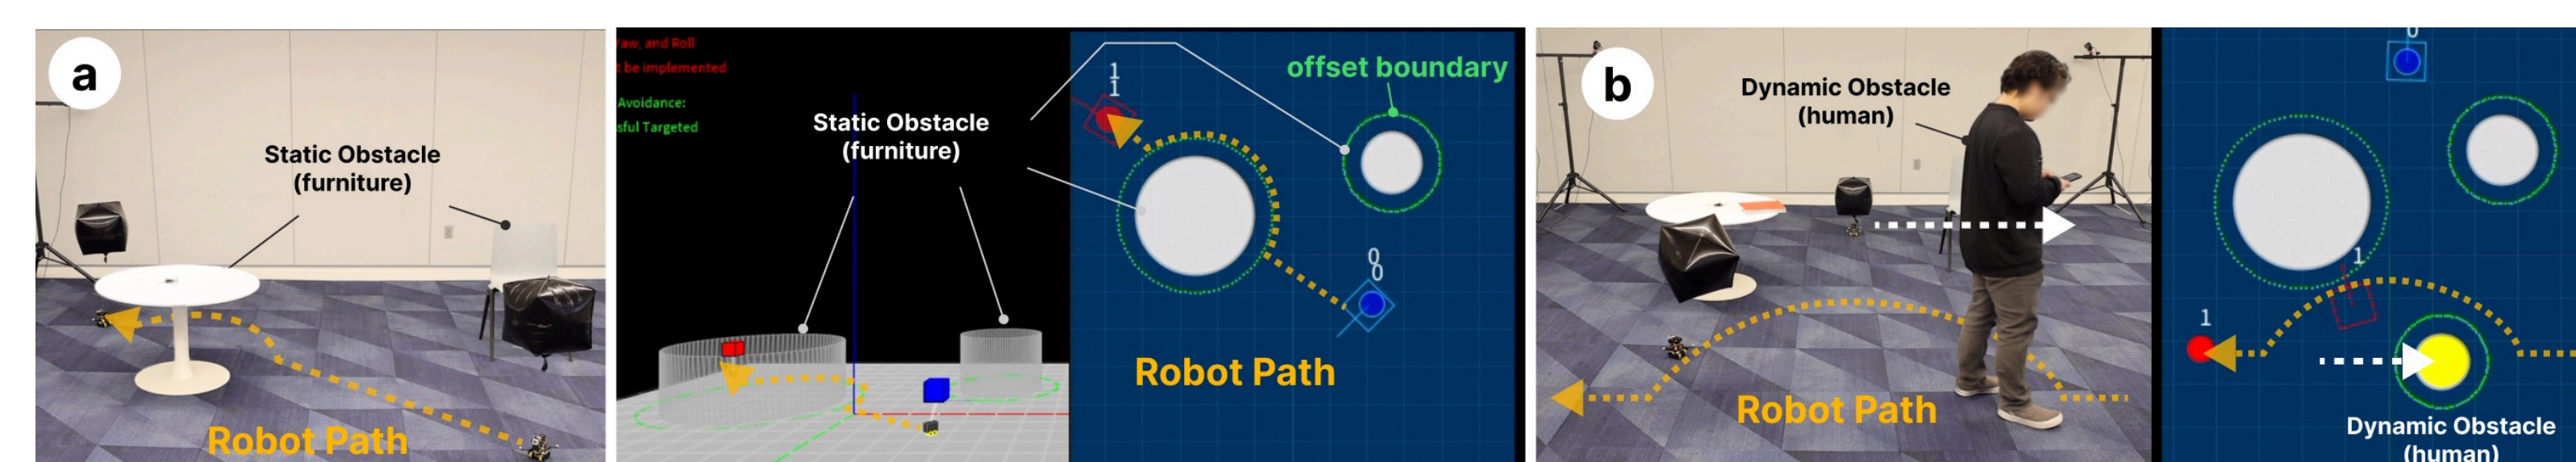 a
Static Obstacle
(furniture)
Robot Path
Yaw, and Roll
t be implemented
Avoidance:
sful Targeted
Static Obstacle
(furniture)
1
1
offset boundary
0
0
Robot Path
b
Dynamic Obstacle
(human)
Robot Path
0
1
1
Dynamic Obstacle
(human)